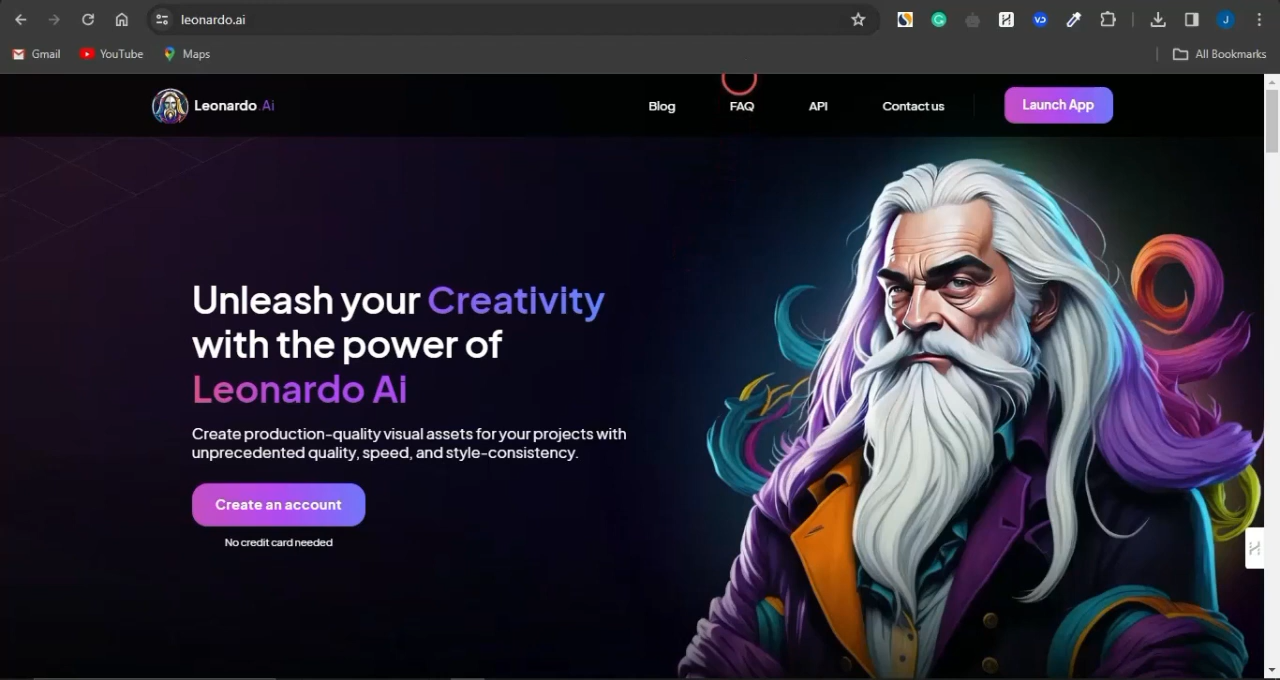 leonardo.ai
J
Gmail
YouTube
Maps
All Bookmarks
Leonardo.Ai
Blog
FAQ
API
Contact us
Launch App
Unleash your Creativity
with the power of
Leonardo Ai
Create production-quality visual assets for your projects with
unprecedented quality, speed, and style-consistency.
Create an account
No credit card needed